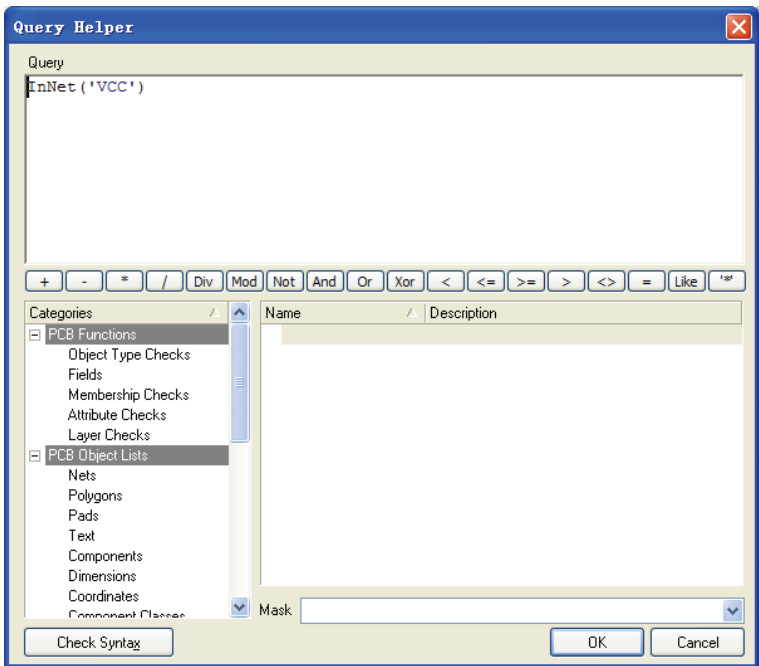 Query Helper
Query
InNet('VCC')
+ - * / Div Mod Not And Or Xor < <= >= > <> = Like '*'
Categories Name Description
PCB Functions
Object Type Checks
Fields
Membership Checks
Attribute Checks
Layer Checks
PCB Object Lists
Nets
Polygons
Pads
Text
Components
Dimensions
Coordinates
Component Classes
Mask
Check Syntax OK Cancel